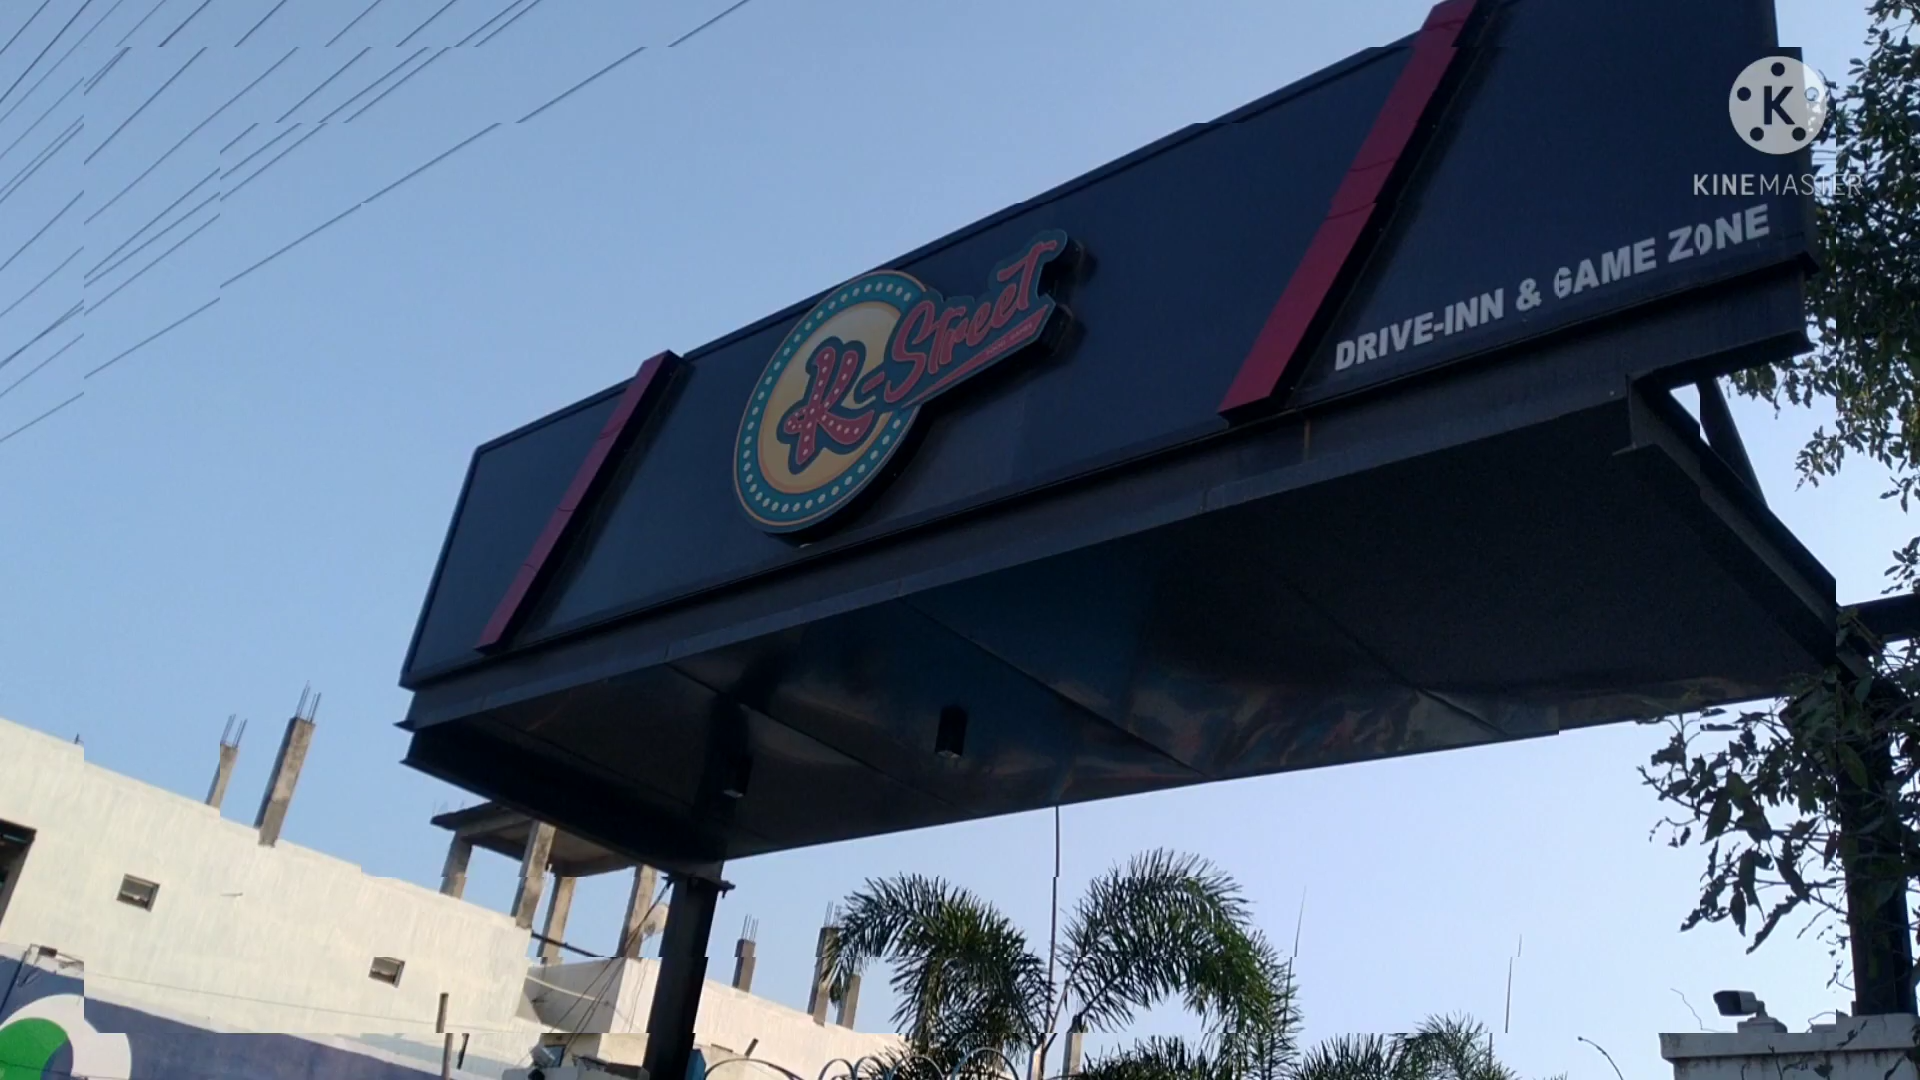 K-Street
DRIVE-INN & GAME ZONE
K
KINEMASTER